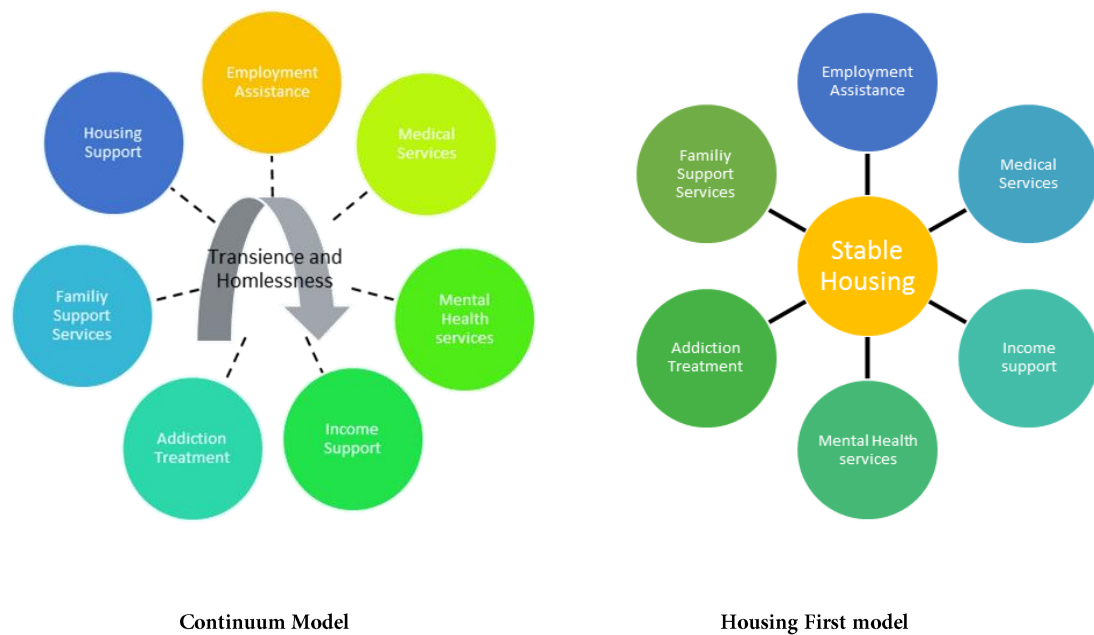 Employment
Assistance
Housing
Support
Medical
Services
Transience and
Homlessness
Familiy
Support
Services
Mental
Health
services
Addiction
Treatment
Income
Support
Continuum Model
Employment
Assistance
Familiy
Support
Services
Medical
Services
Stable
Housing
Addiction
Treatment
Income
support
Mental Health
services
Housing First model